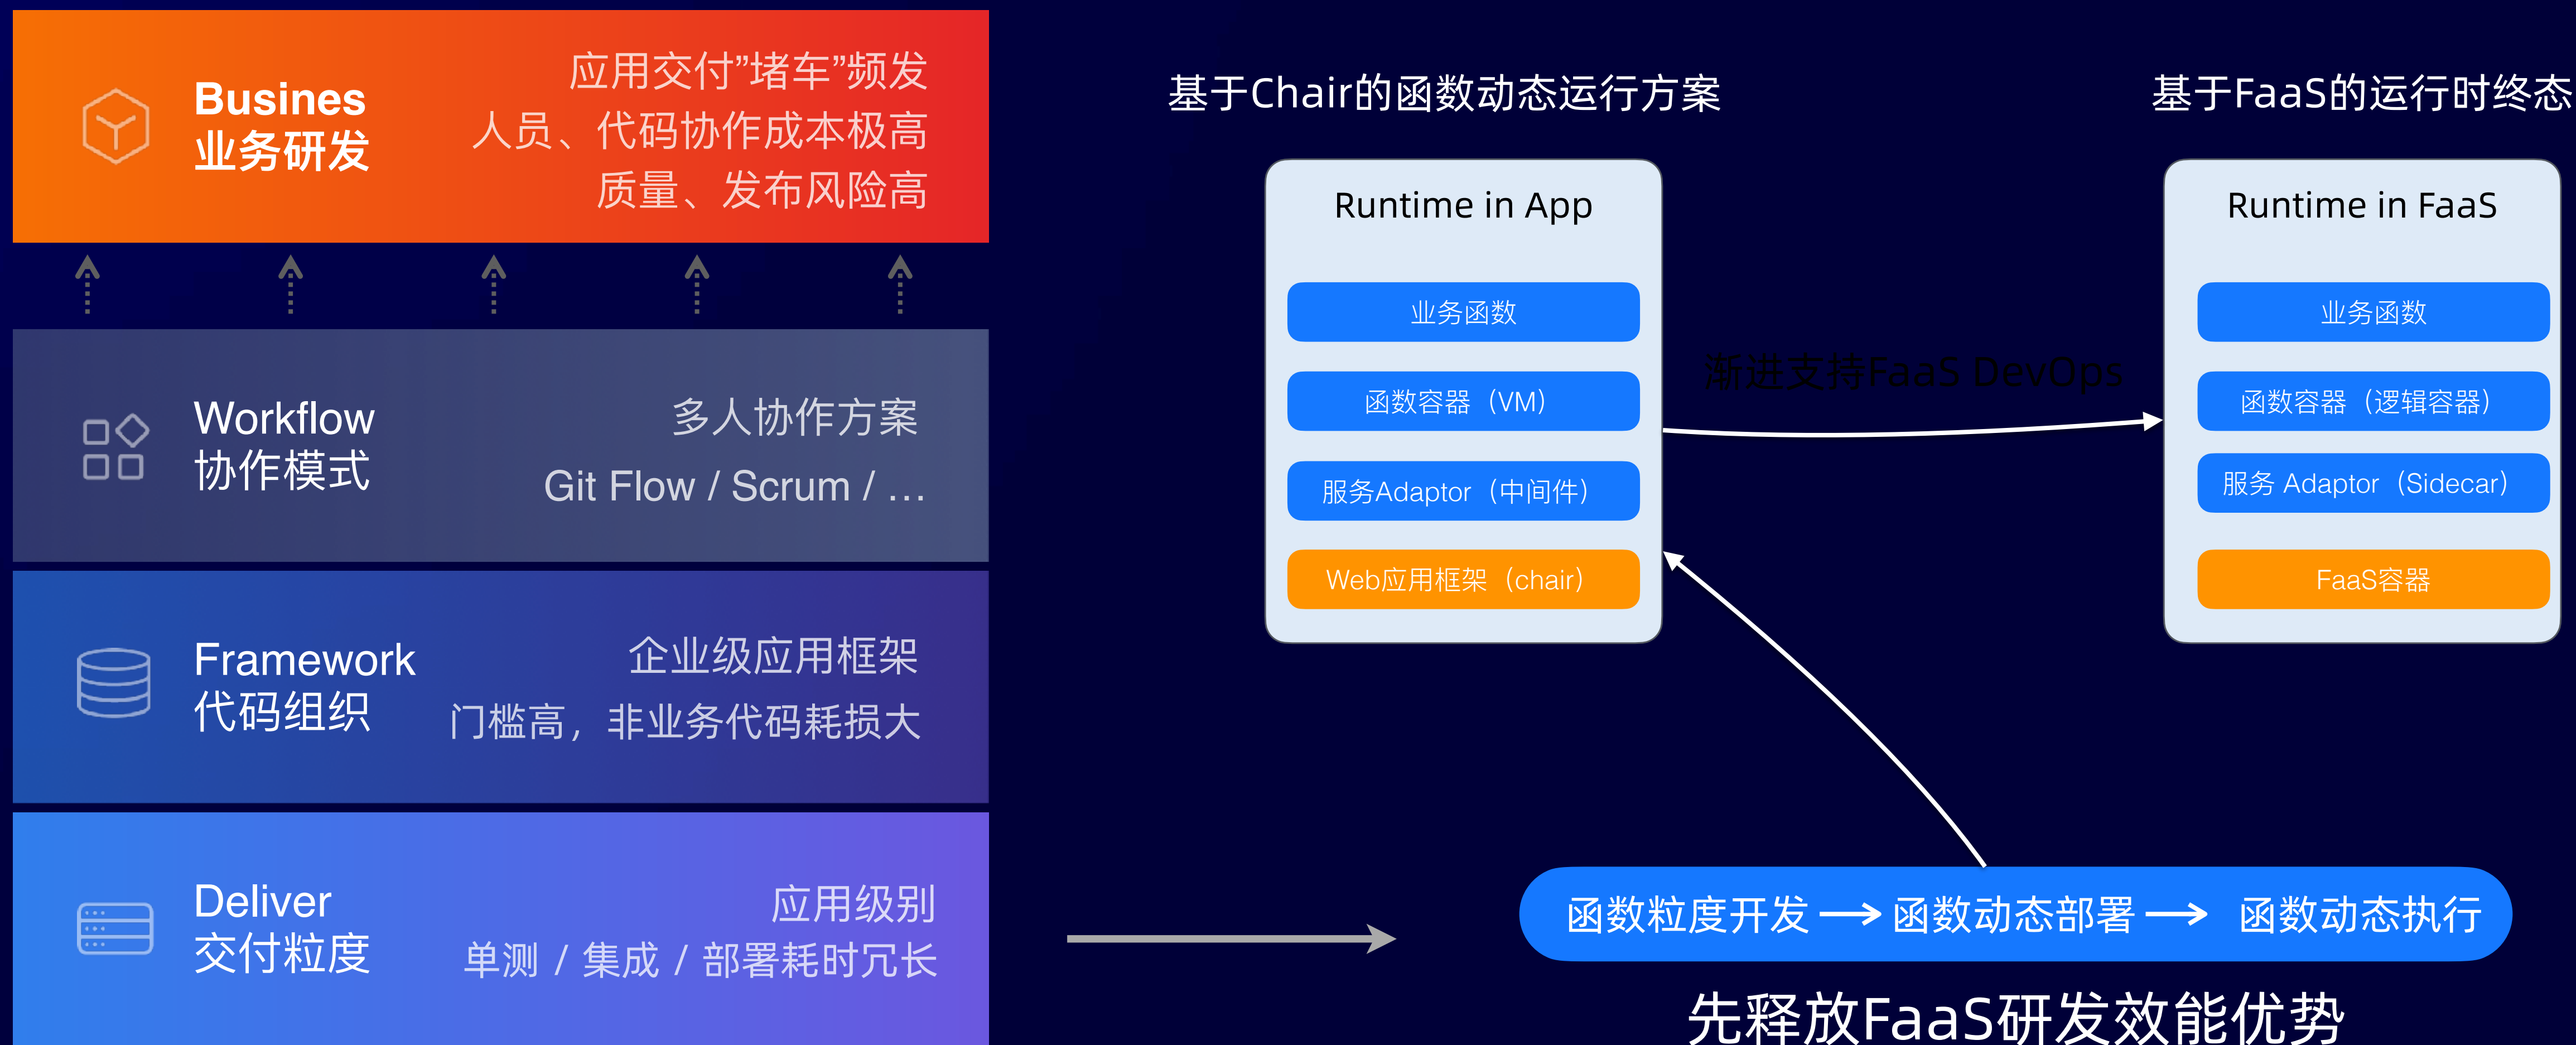 Busines
业务研发
应用交付”堵车”频发
人员、代码协作成本极高
质量、发布风险高
Workflow
协作模式
多人协作方案
Git Flow / Scrum / …
Framework
代码组织
企业级应用框架
门槛高，非业务代码耗损大
Deliver
交付粒度
应用级别
单测 / 集成 / 部署耗时冗长
基于Chair的函数动态运行方案
Runtime in App
业务函数
函数容器（VM）
服务Adaptor（中间件）
Web应用框架（chair）
渐进支持FaaS DevOps
基于FaaS的运行时终态
Runtime in FaaS
业务函数
函数容器（逻辑容器）
服务 Adaptor（Sidecar）
FaaS容器
函数粒度开发 → 函数动态部署 → 函数动态执行
先释放FaaS研发效能优势